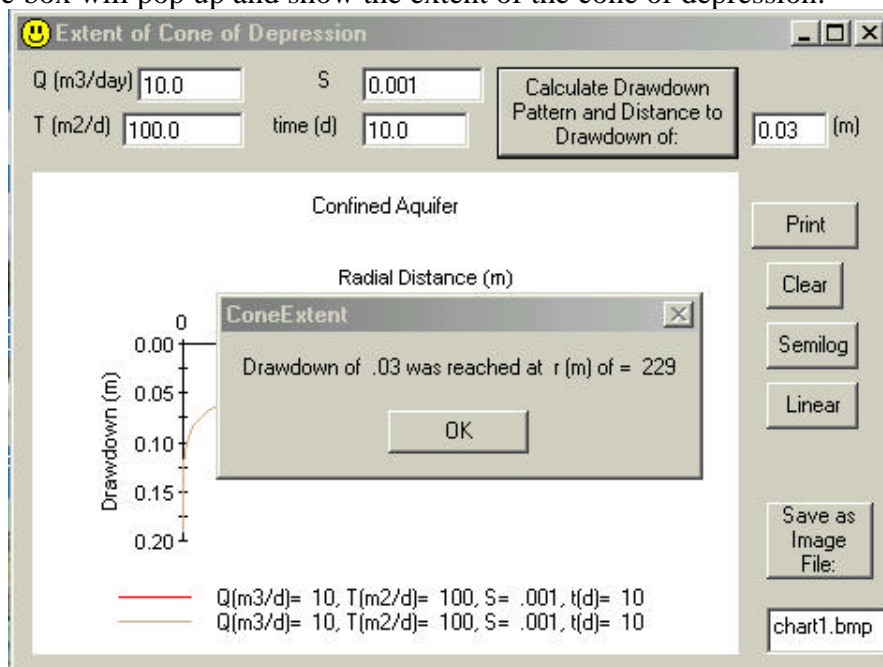 e box will pop up and show the extent of the cone of depression.
Extent of Cone of Depression
Q (m3/day) 10.0 S 0.001
T (m2/d) 100.0 time (d) 10.0
Calculate Drawdown
Pattern and Distance to
Drawdown of:
0.03 (m)
Confined Aquifer
Radial Distance (m)
0
0.00
0.05
0.10
0.15
0.20
Drawdown (m)
ConeExtent
Drawdown of .03 was reached at r (m) of = 229
OK
Q(m3/d)= 10, T(m2/d)= 100, S= .001, t(d)= 10
Q(m3/d)= 10, T(m2/d)= 100, S= .001, t(d)= 10
Print
Clear
Semilog
Linear
Save as
Image
File:
chart1.bmp